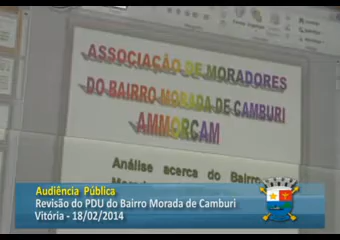 ASSOCIAÇÃO DE MORADORES
DO BAIRRO MORADA DE CAMBURI
AMMORCAM
Análise acerca do Bairro
Audiência Pública
Revisão do PDU do Bairro Morada de Camburi
Vitória - 18/02/2014